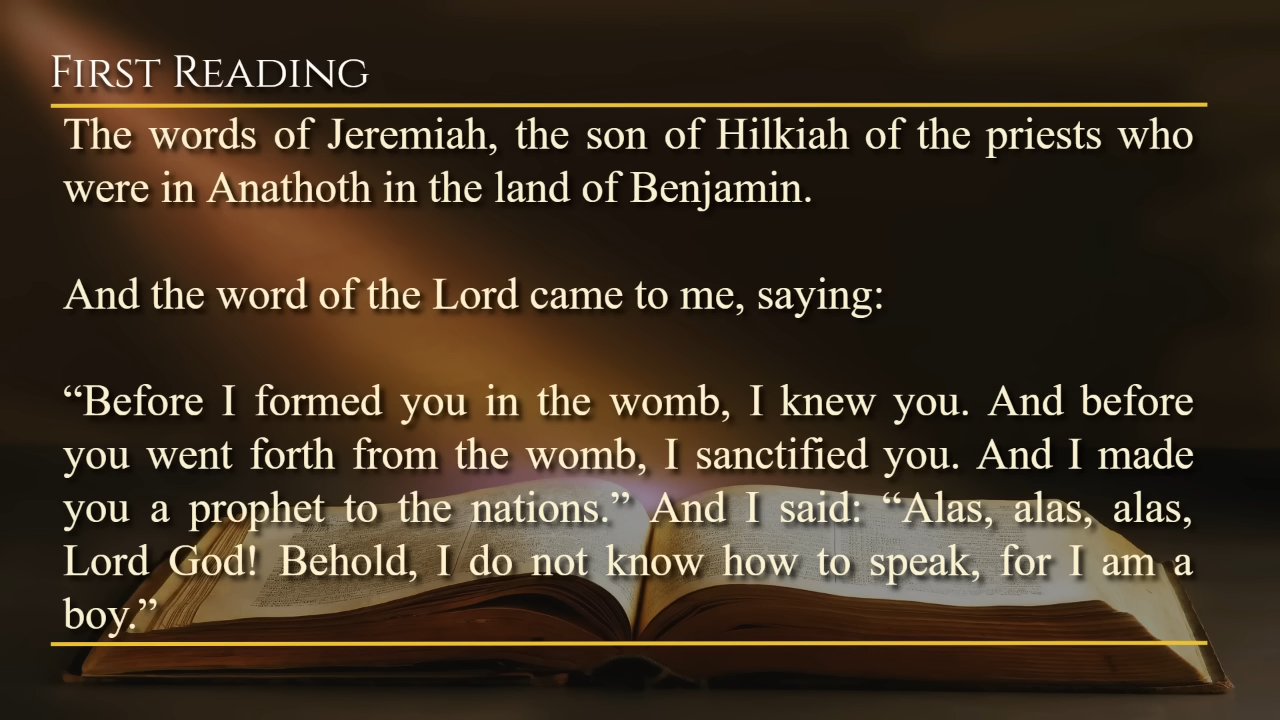 First Reading
The words of Jeremiah, the son of Hilkiah of the priests who
were in Anathoth in the land of Benjamin.
And the word of the Lord came to me, saying:
“Before I formed you in the womb, I knew you. And before
you went forth from the womb, I sanctified you. And I made
you a prophet to the nations.” And I said: “Alas, alas, alas,
Lord God! Behold, I do not know how to speak, for I am a
boy.”